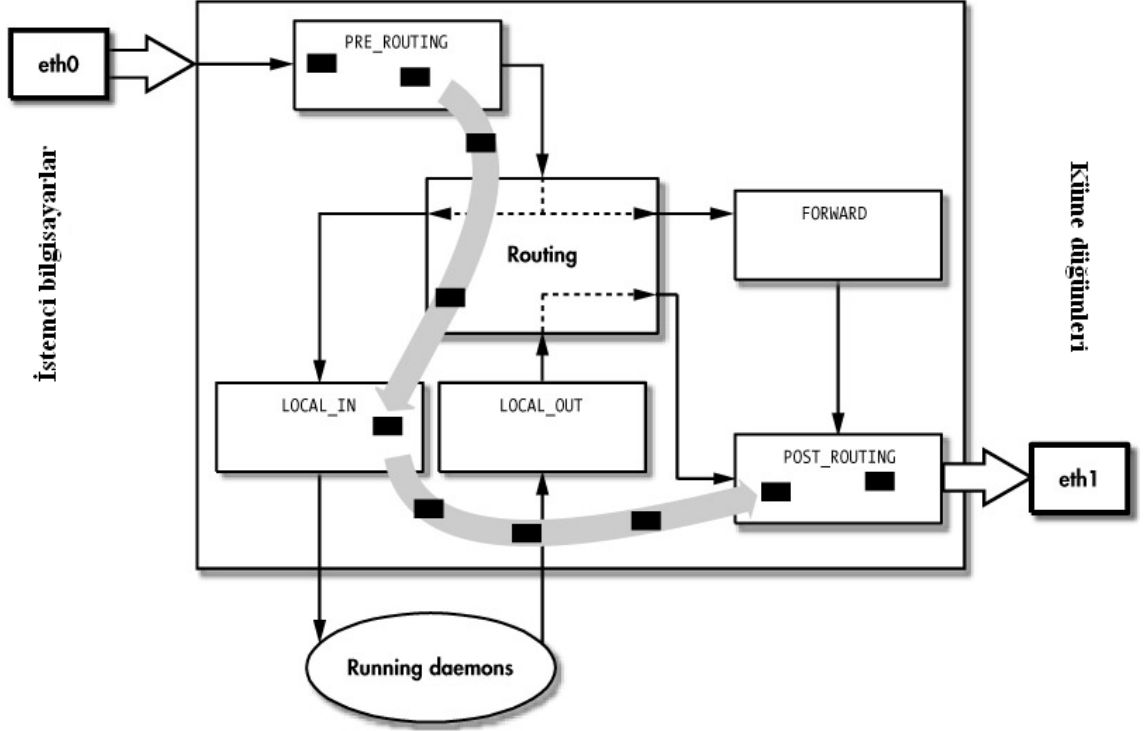 eth0
PRE_ROUTING
İstemci bilgisayarlar
Routing
FORWARD
Küme düğümleri
LOCAL_IN
LOCAL_OUT
POST_ROUTING
eth1
Running daemons